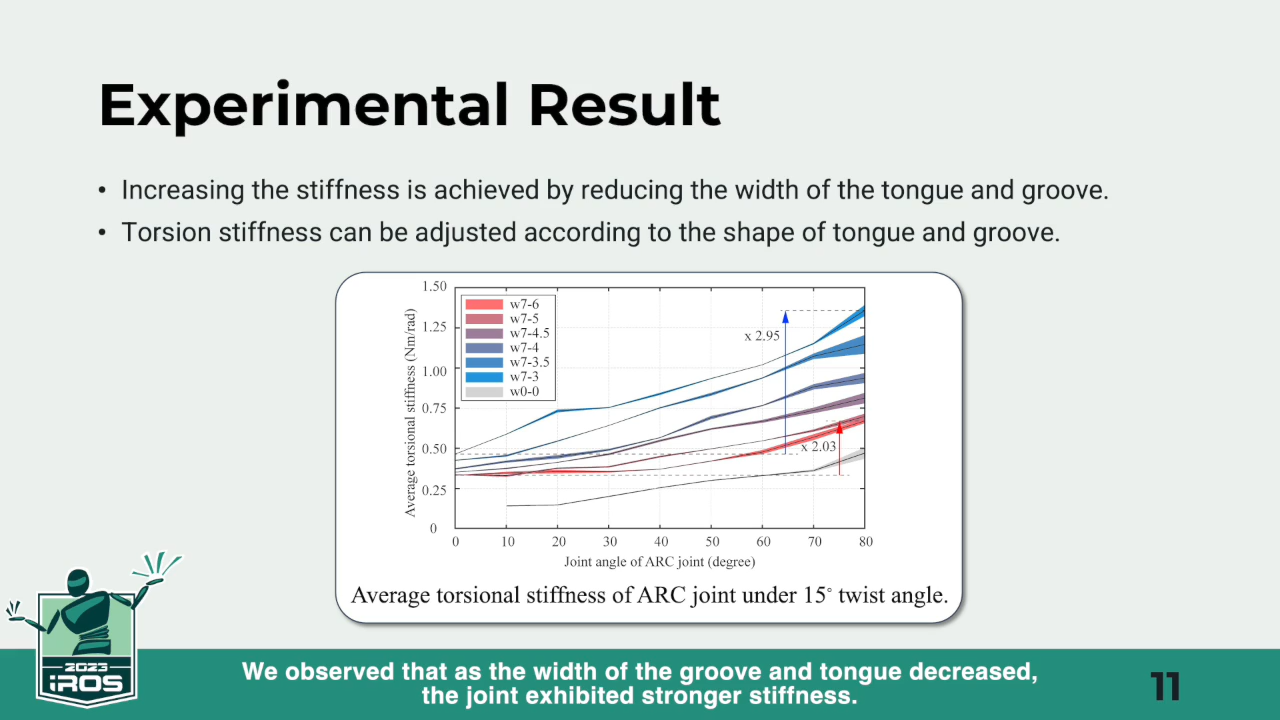 Experimental Result
• Increasing the stiffness is achieved by reducing the width of the tongue and groove.
• Torsion stiffness can be adjusted according to the shape of tongue and groove.
Average torsional stiffness (Nm/rad)
1.50
1.25
1.00
0.75
0.50
0.25
0
w7-6
w7-5
w7-4.5
w7-4
w7-3.5
w7-3
w0-0
x 2.95
x 2.03
0 10 20 30 40 50 60 70 80
Joint angle of ARC joint (degree)
Average torsional stiffness of ARC joint under 15° twist angle.
2023
iROS
We observed that as the width of the groove and tongue decreased,
the joint exhibited stronger stiffness.
11